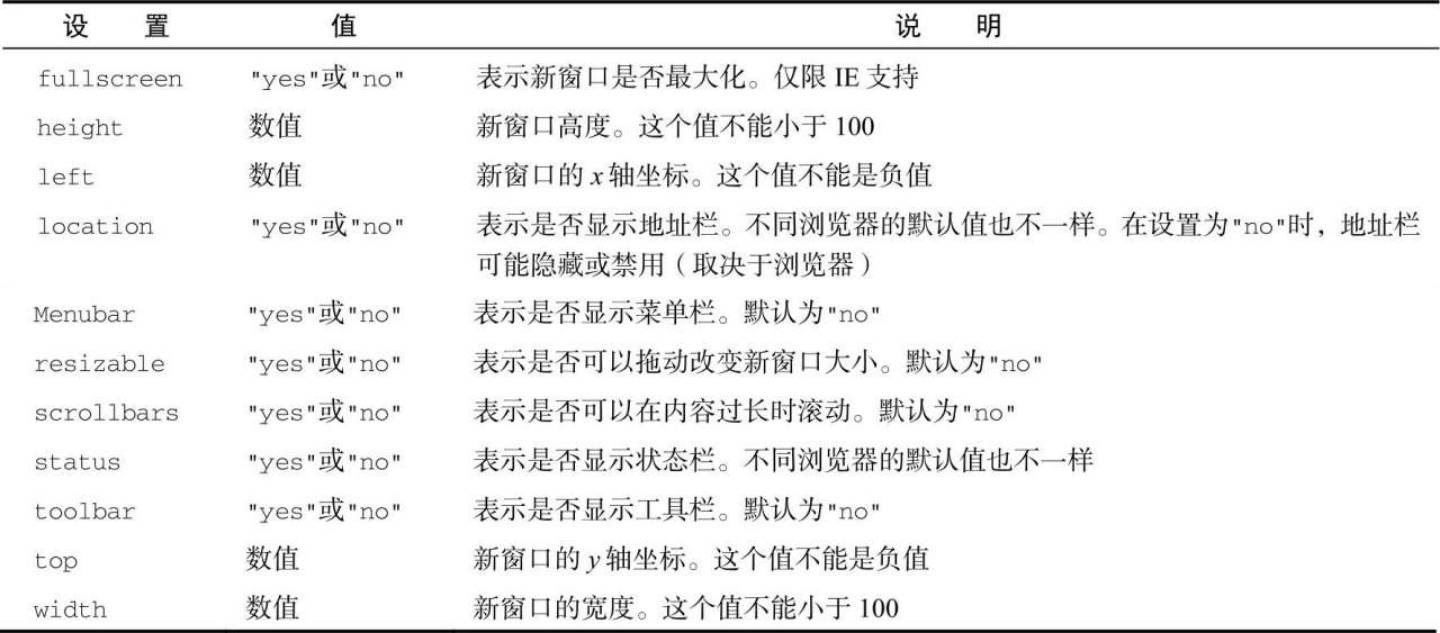 设 置 值 说 明
fullscreen "yes"或"no" 表示新窗口是否最大化。仅限 IE 支持
height 数值 新窗口高度。这个值不能小于 100
left 数值 新窗口的 x 轴坐标。这个值不能是负值
location "yes"或"no" 表示是否显示地址栏。不同浏览器的默认值也不一样。在设置为"no"时，地址栏
可能隐藏或禁用（取决于浏览器）
Menubar "yes"或"no" 表示是否显示菜单栏。默认为"no"
resizable "yes"或"no" 表示是否可以拖动改变新窗口大小。默认为"no"
scrollbars "yes"或"no" 表示是否可以在内容过长时滚动。默认为"no"
status "yes"或"no" 表示是否显示状态栏。不同浏览器的默认值也不一样
toolbar "yes"或"no" 表示是否显示工具栏。默认为"no"
top 数值 新窗口的 y 轴坐标。这个值不能是负值
width 数值 新窗口的宽度。这个值不能小于 100